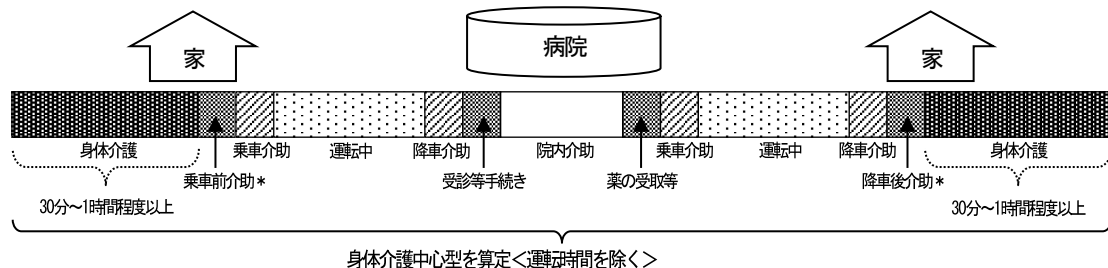 家
病院
家
身体介護 乗車介助 運転中 降車介助 院内介助 乗車介助 運転中 降車介助 身体介護
乗車前介助* 受診等手続き 薬の受取等 降車後介助*
30分~1時間程度以上 30分~1時間程度以上
身体介護中心型を算定<運転時間を除く>